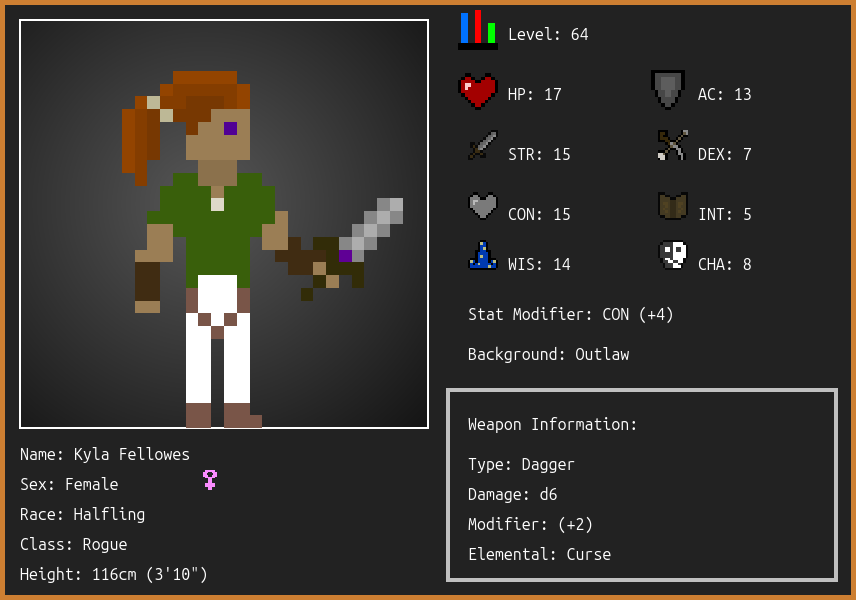 Level: 64
HP: 17
AC: 13
STR: 15
DEX: 7
CON: 15
INT: 5
WIS: 14
CHA: 8
Stat Modifier: CON (+4)
Background: Outlaw
Weapon Information:
Type: Dagger
Damage: d6
Modifier: (+2)
Elemental: Curse
Name: Kyla Fellowes
Sex: Female
Race: Halfling
Class: Rogue
Height: 116cm (3'10")